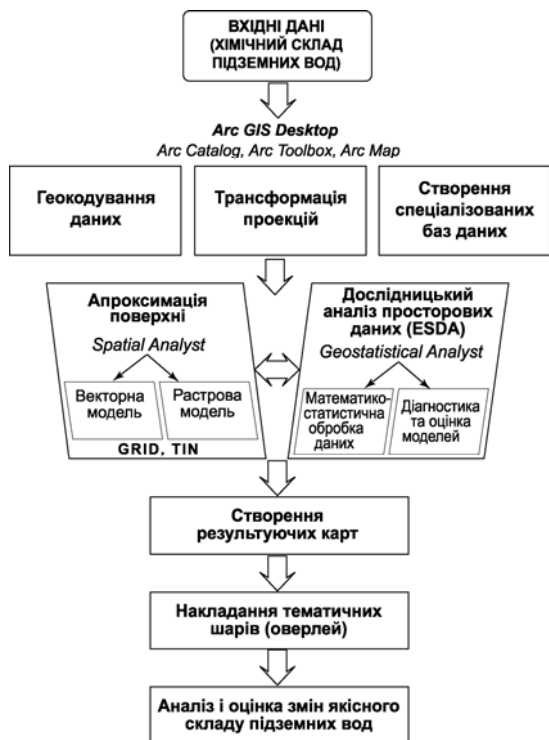 ВХІДНІ ДАНІ
(ХІМІЧНИЙ СКЛАД
ПІДЗЕМНИХ ВОД)
Arc GIS Desktop
Arc Catalog, Arc Toolbox, Arc Map
Геокодування
даних
Трансформація
проекцій
Створення
спеціалізованих
баз даних
Апроксимація
поверхні
Spatial Analyst
Векторна
модель
Растрова
модель
GRID, TIN
Дослідницький
аналіз просторових
даних (ESDA)
Geostatistical Analyst
Математико-
статистична
обробка
даних
Діагностика
та оцінка
моделей
Створення
результуючих карт
Накладання тематичних
шарів (оверлей)
Аналіз і оцінка змін якісного
складу підземних вод